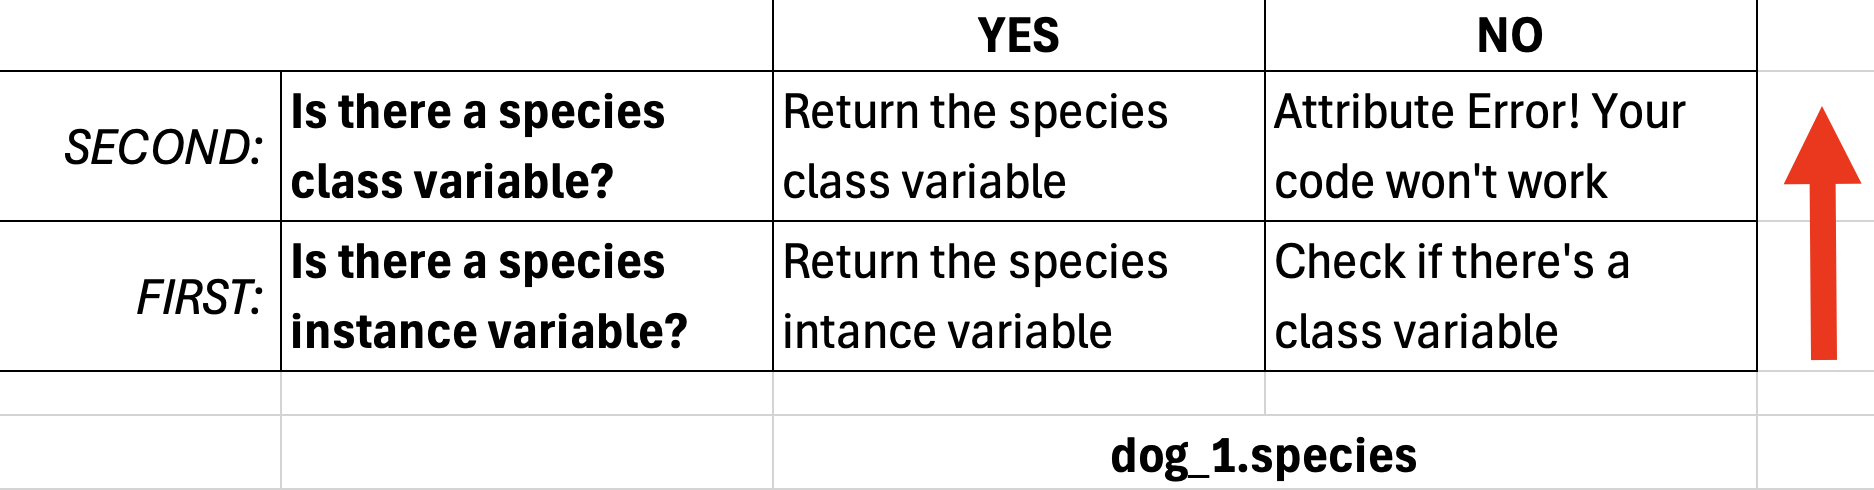 YES NO
SECOND: Is there a species Return the species Attribute Error! Your
class variable? class variable code won't work
FIRST: Is there a species Return the species Check if there's a
instance variable? intance variable class variable
dog_1.species